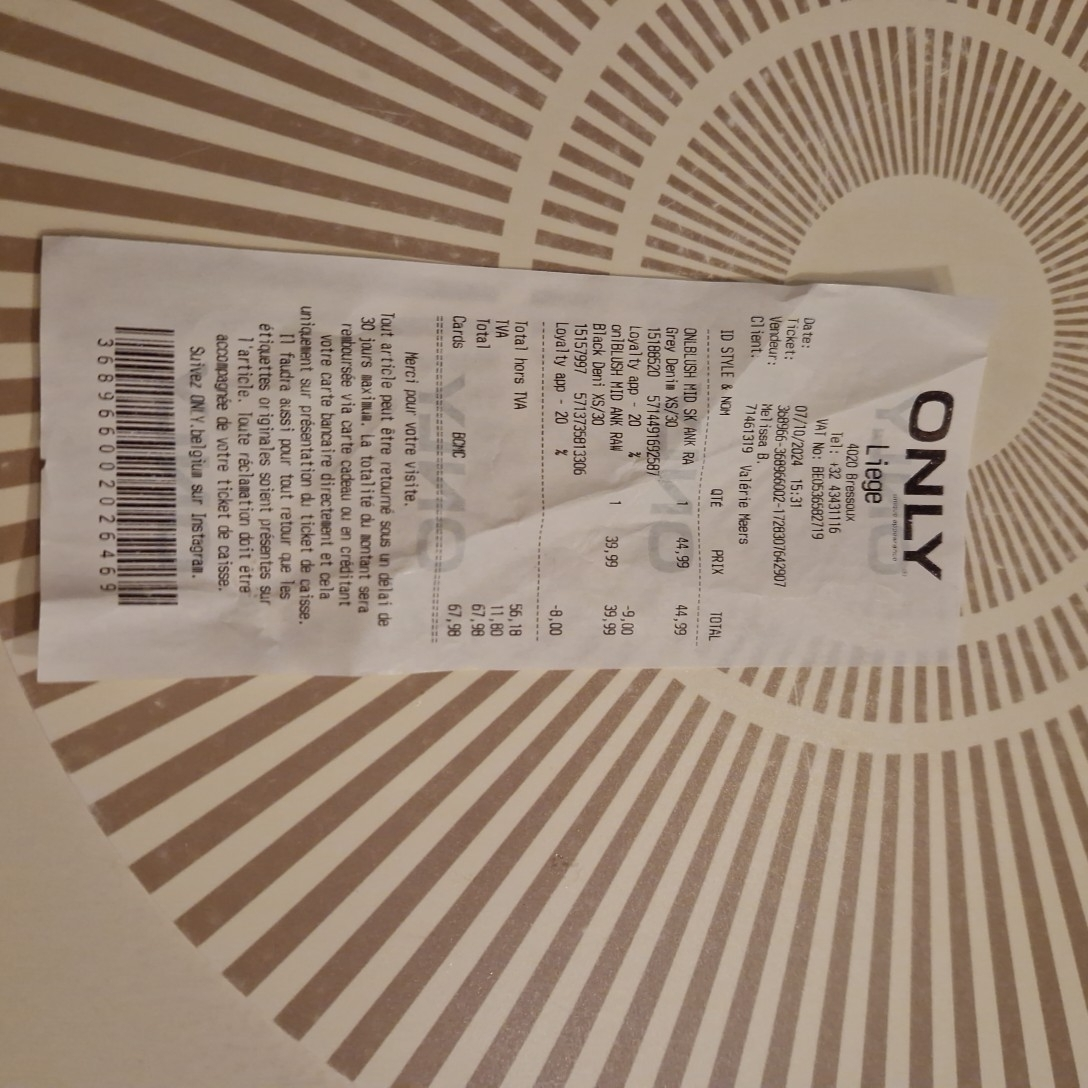 ONLY
Liège
4020 Bressoux
Tel: +32 43431116
VAT No: BE0536582719
Date: 07/10/2024 15:31
Ticket: 368966-368966002-1728307642907
Vendeur: Melissa B.
Client: 71461319 Valérie Meers
ID STYLE & NOM QTE PRIX TOTAL
ONLBLUSH MID SK ANK RA 1 44,99 44,99
Grey Denim XS/30
15188520 5714491692587
Loyalty app - 20 % -9,00
onlBLUSH MID ANK RAW 1 39,99 39,99
Black Deni XS/30
15157997 5713735813306
Loyalty app - 20 % -8,00
Total hors TVA 56,18
TVA 11,80
Total 67,98
Cards BCMC 67,98
Merci pour votre visite.
Tout article peut être retourné sous un délai de
30 jours maximum. La totalité du montant sera
remboursée via carte cadeau ou en créditant
votre carte bancaire directement et cela
uniquement sur présentation du ticket de caisse.
Il faudra aussi pour tout retour que les
étiquettes originales soient présentes sur
l'article. Toute réclamation doit être
accompagnée de votre ticket de caisse.
Suivez ONLY.belgium sur Instagram.
368966002026469